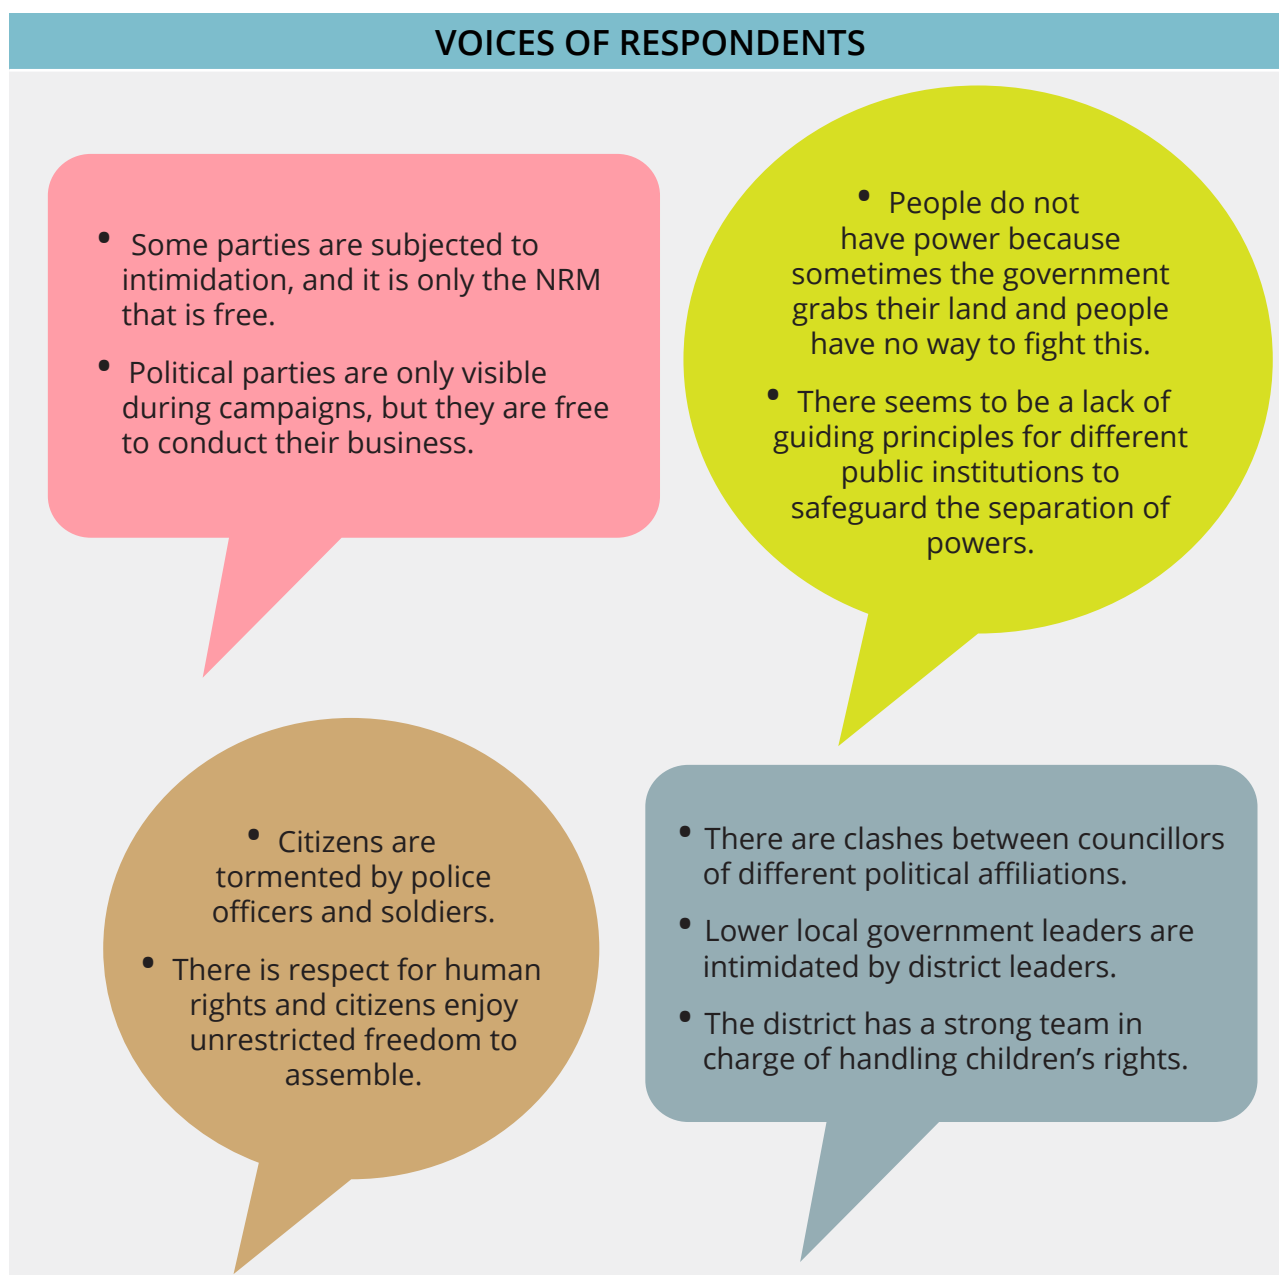 VOICES OF RESPONDENTS
• Some parties are subjected to
intimidation, and it is only the NRM
that is free.
• Political parties are only visible
during campaigns, but they are free
to conduct their business.
• People do not
have power because
sometimes the government
grabs their land and people
have no way to fight this.
• There seems to be a lack of
guiding principles for different
public institutions to
safeguard the separation of
powers.
• Citizens are
tormented by police
officers and soldiers.
• There is respect for human
rights and citizens enjoy
unrestricted freedom to
assemble.
• There are clashes between councillors
of different political affiliations.
• Lower local government leaders are
intimidated by district leaders.
• The district has a strong team in
charge of handling children’s rights.